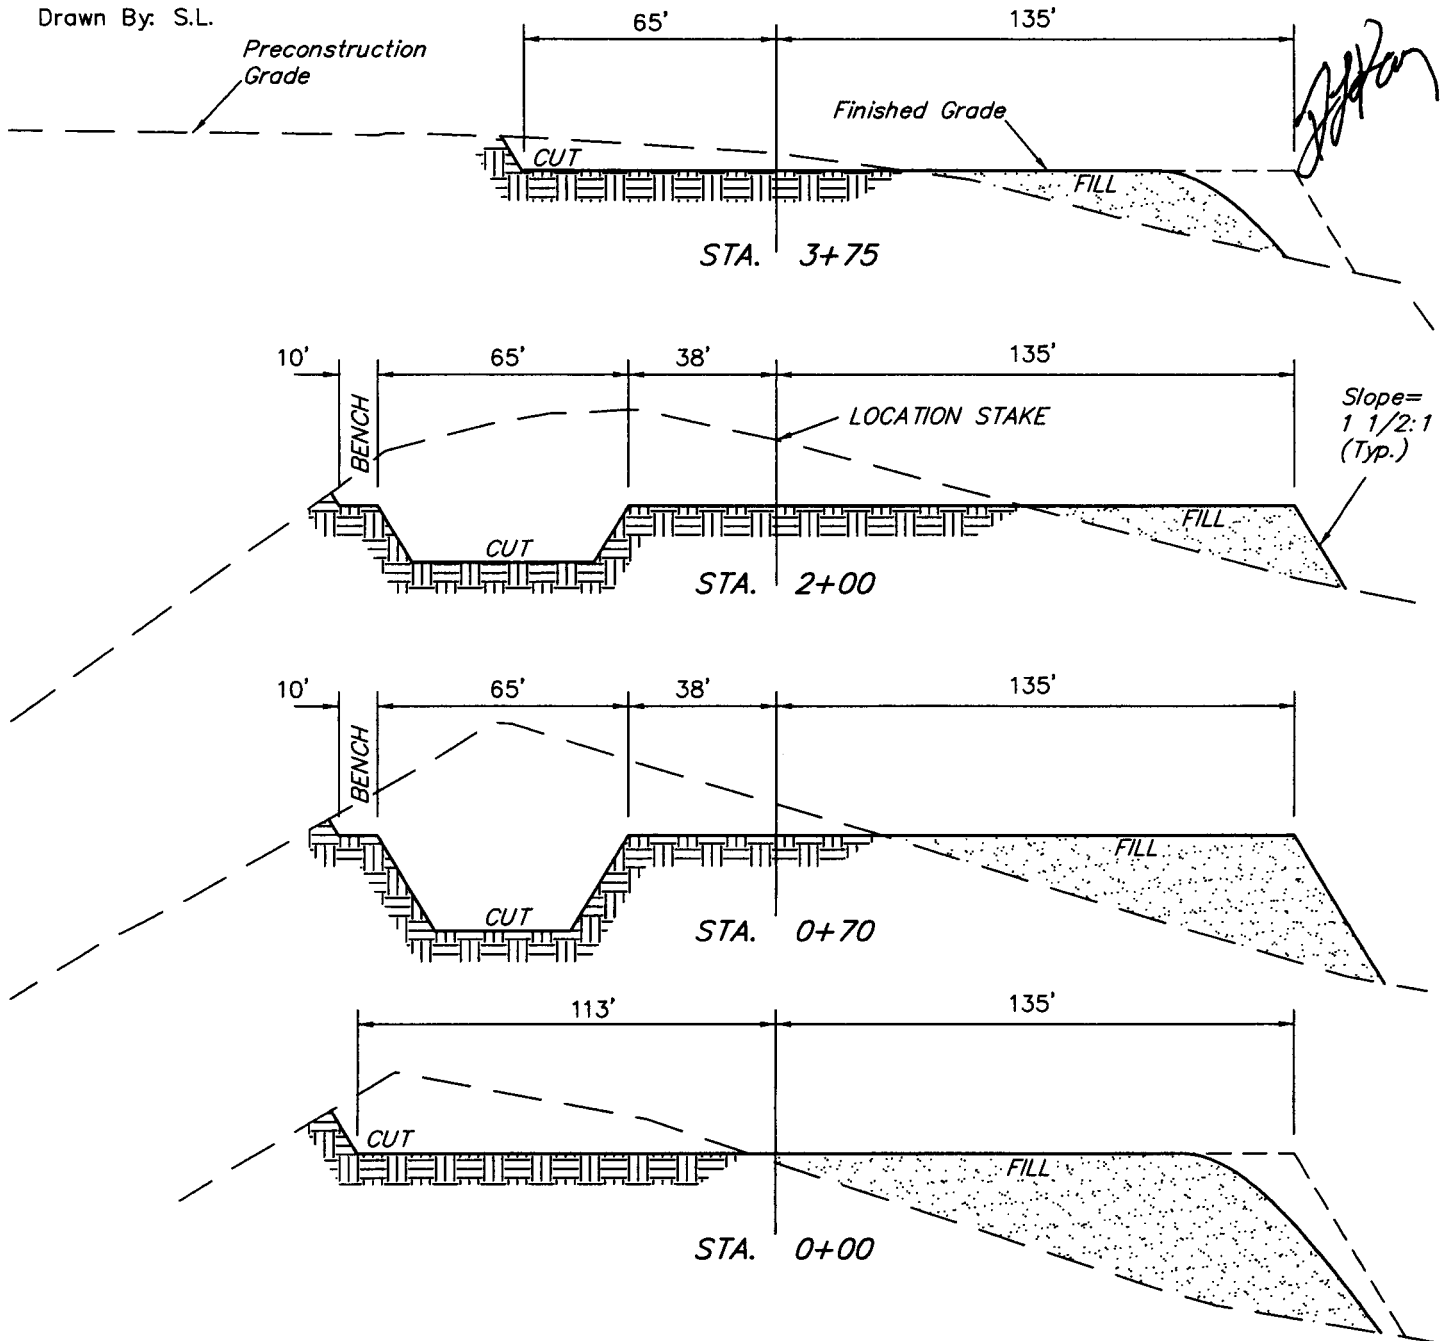 Drawn By: S.L.
65'
135'
Preconstruction
Grade
Finished Grade
CUT
FILL
STA. 3+75
10'
65'
38'
135'
BENCH
LOCATION STAKE
Slope=
1 1/2:1
(Typ.)
CUT
FILL
STA. 2+00
10'
65'
38'
135'
BENCH
CUT
FILL
STA. 0+70
113'
135'
CUT
FILL
STA. 0+00